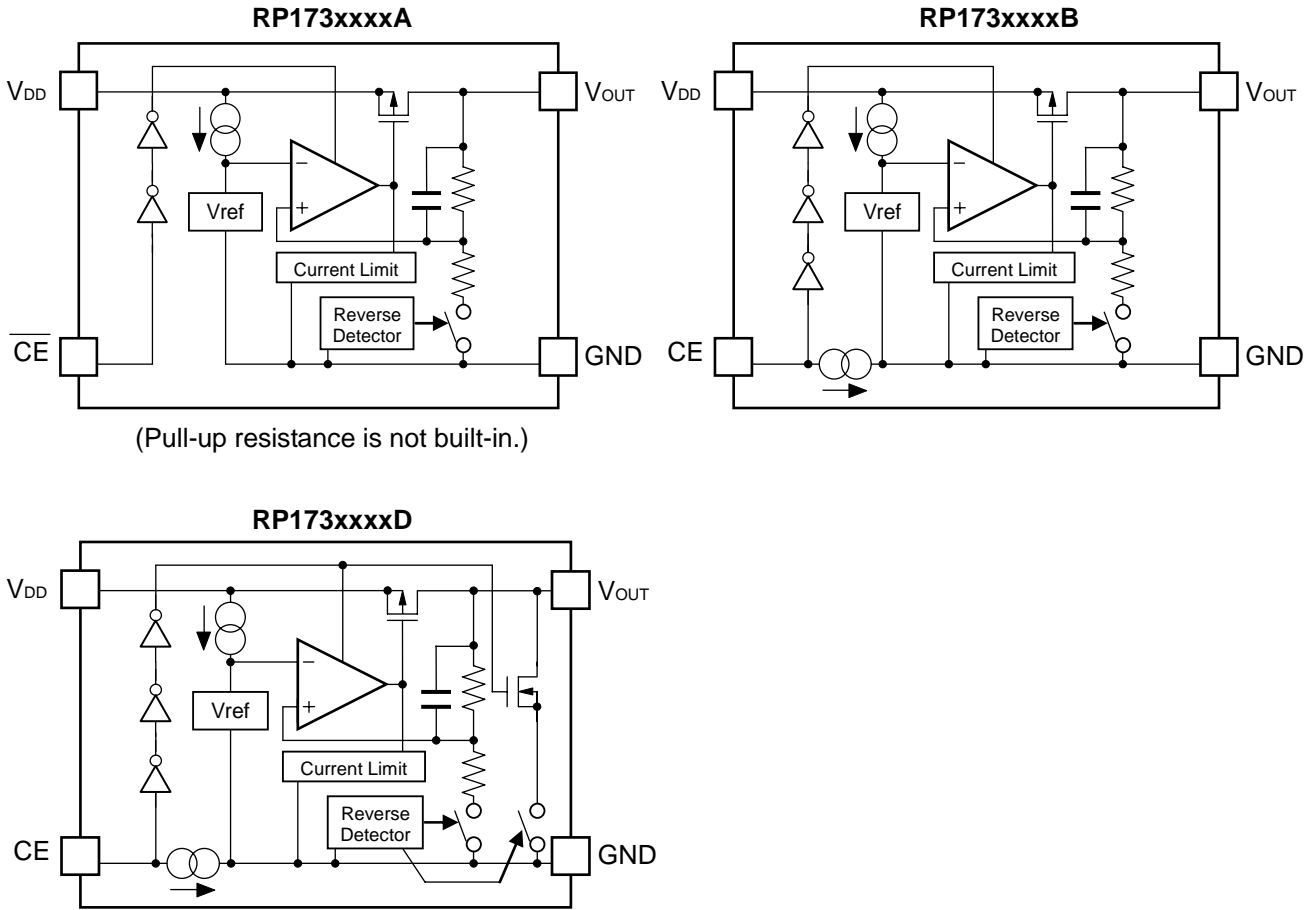 RP173xxxxA
VDD
VOUT
−
Vref
+
Current Limit
Reverse
Detector
CE
GND
(Pull-up resistance is not built-in.)
RP173xxxxB
VDD
VOUT
−
Vref
+
Current Limit
Reverse
Detector
CE
GND
RP173xxxxD
VDD
VOUT
−
Vref
+
Current Limit
Reverse
Detector
CE
GND